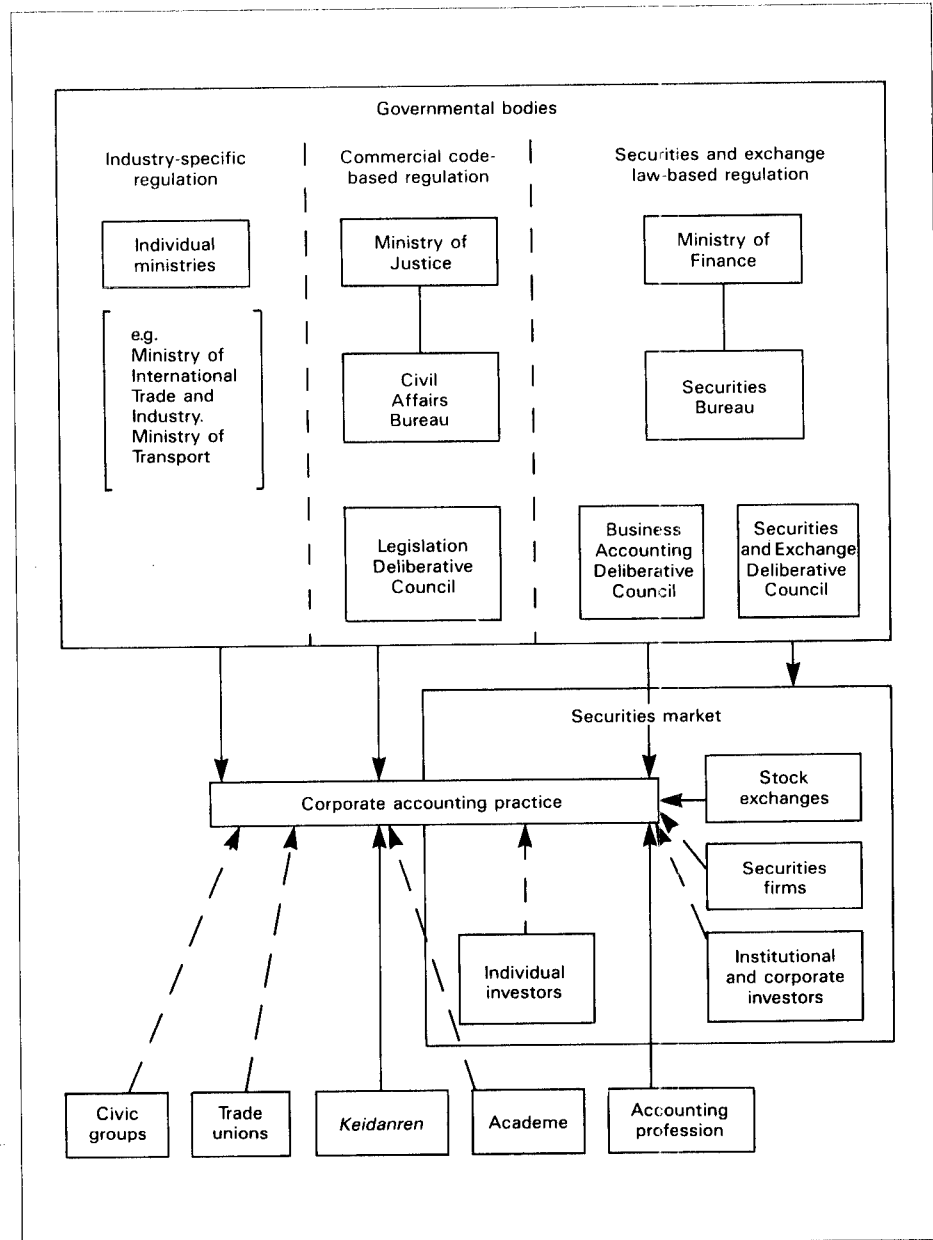 Governmental bodies
Industry-specific
regulation
Commercial code-
based regulation
Securities and exchange
law-based regulation
Individual
ministries
Ministry of
Justice
Ministry of
Finance
e.g.
Ministry of
International
Trade and
Industry.
Ministry of
Transport
Civil
Affairs
Bureau
Securities
Bureau
Legislation
Deliberative
Council
Business
Accounting
Deliberative
Council
Securities
and Exchange
Deliberative
Council
Securities market
Corporate accounting practice
Stock
exchanges
Securities
firms
Individual
investors
Institutional
and corporate
investors
Civic
groups
Trade
unions
Keidanren
Academe
Accounting
profession